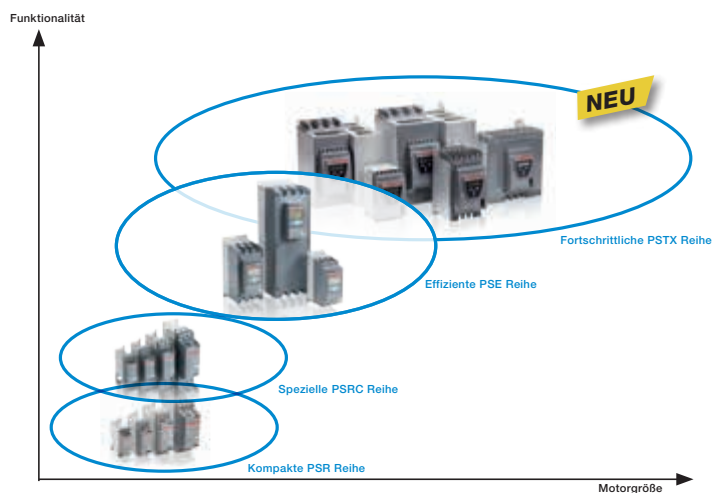 Funktionalität
NEU
Fortschrittliche PSTX Reihe
Effiziente PSE Reihe
Spezielle PSRC Reihe
Kompakte PSR Reihe
Motorgröße